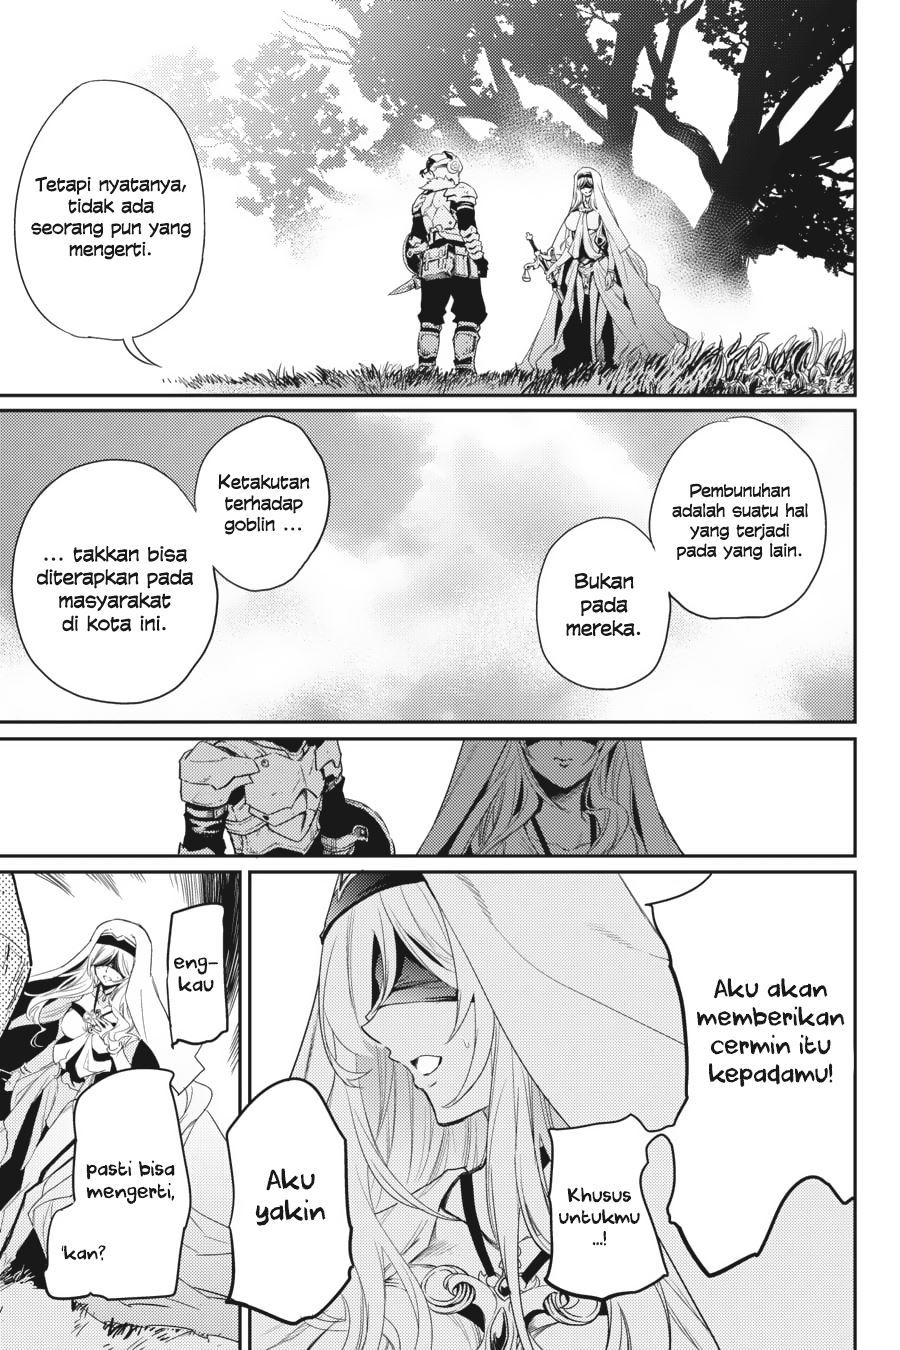 Tetapi nyatanya,
tidak ada
seorang pun yang
mengerti.
Pembunuhan
adalah suatu hal
yang terjadi
pada yang lain.
Bukan
pada
mereka.
Ketakutan
terhadap
goblin ...
... takkan bisa
diterapkan pada
masyarakat
di kota ini.
Aku akan
memberikan
cermin itu
kepadamu!
Khusus
untukmu
...!
Aku
yakin
eng-
kau
pasti bisa
mengerti,
'kan?